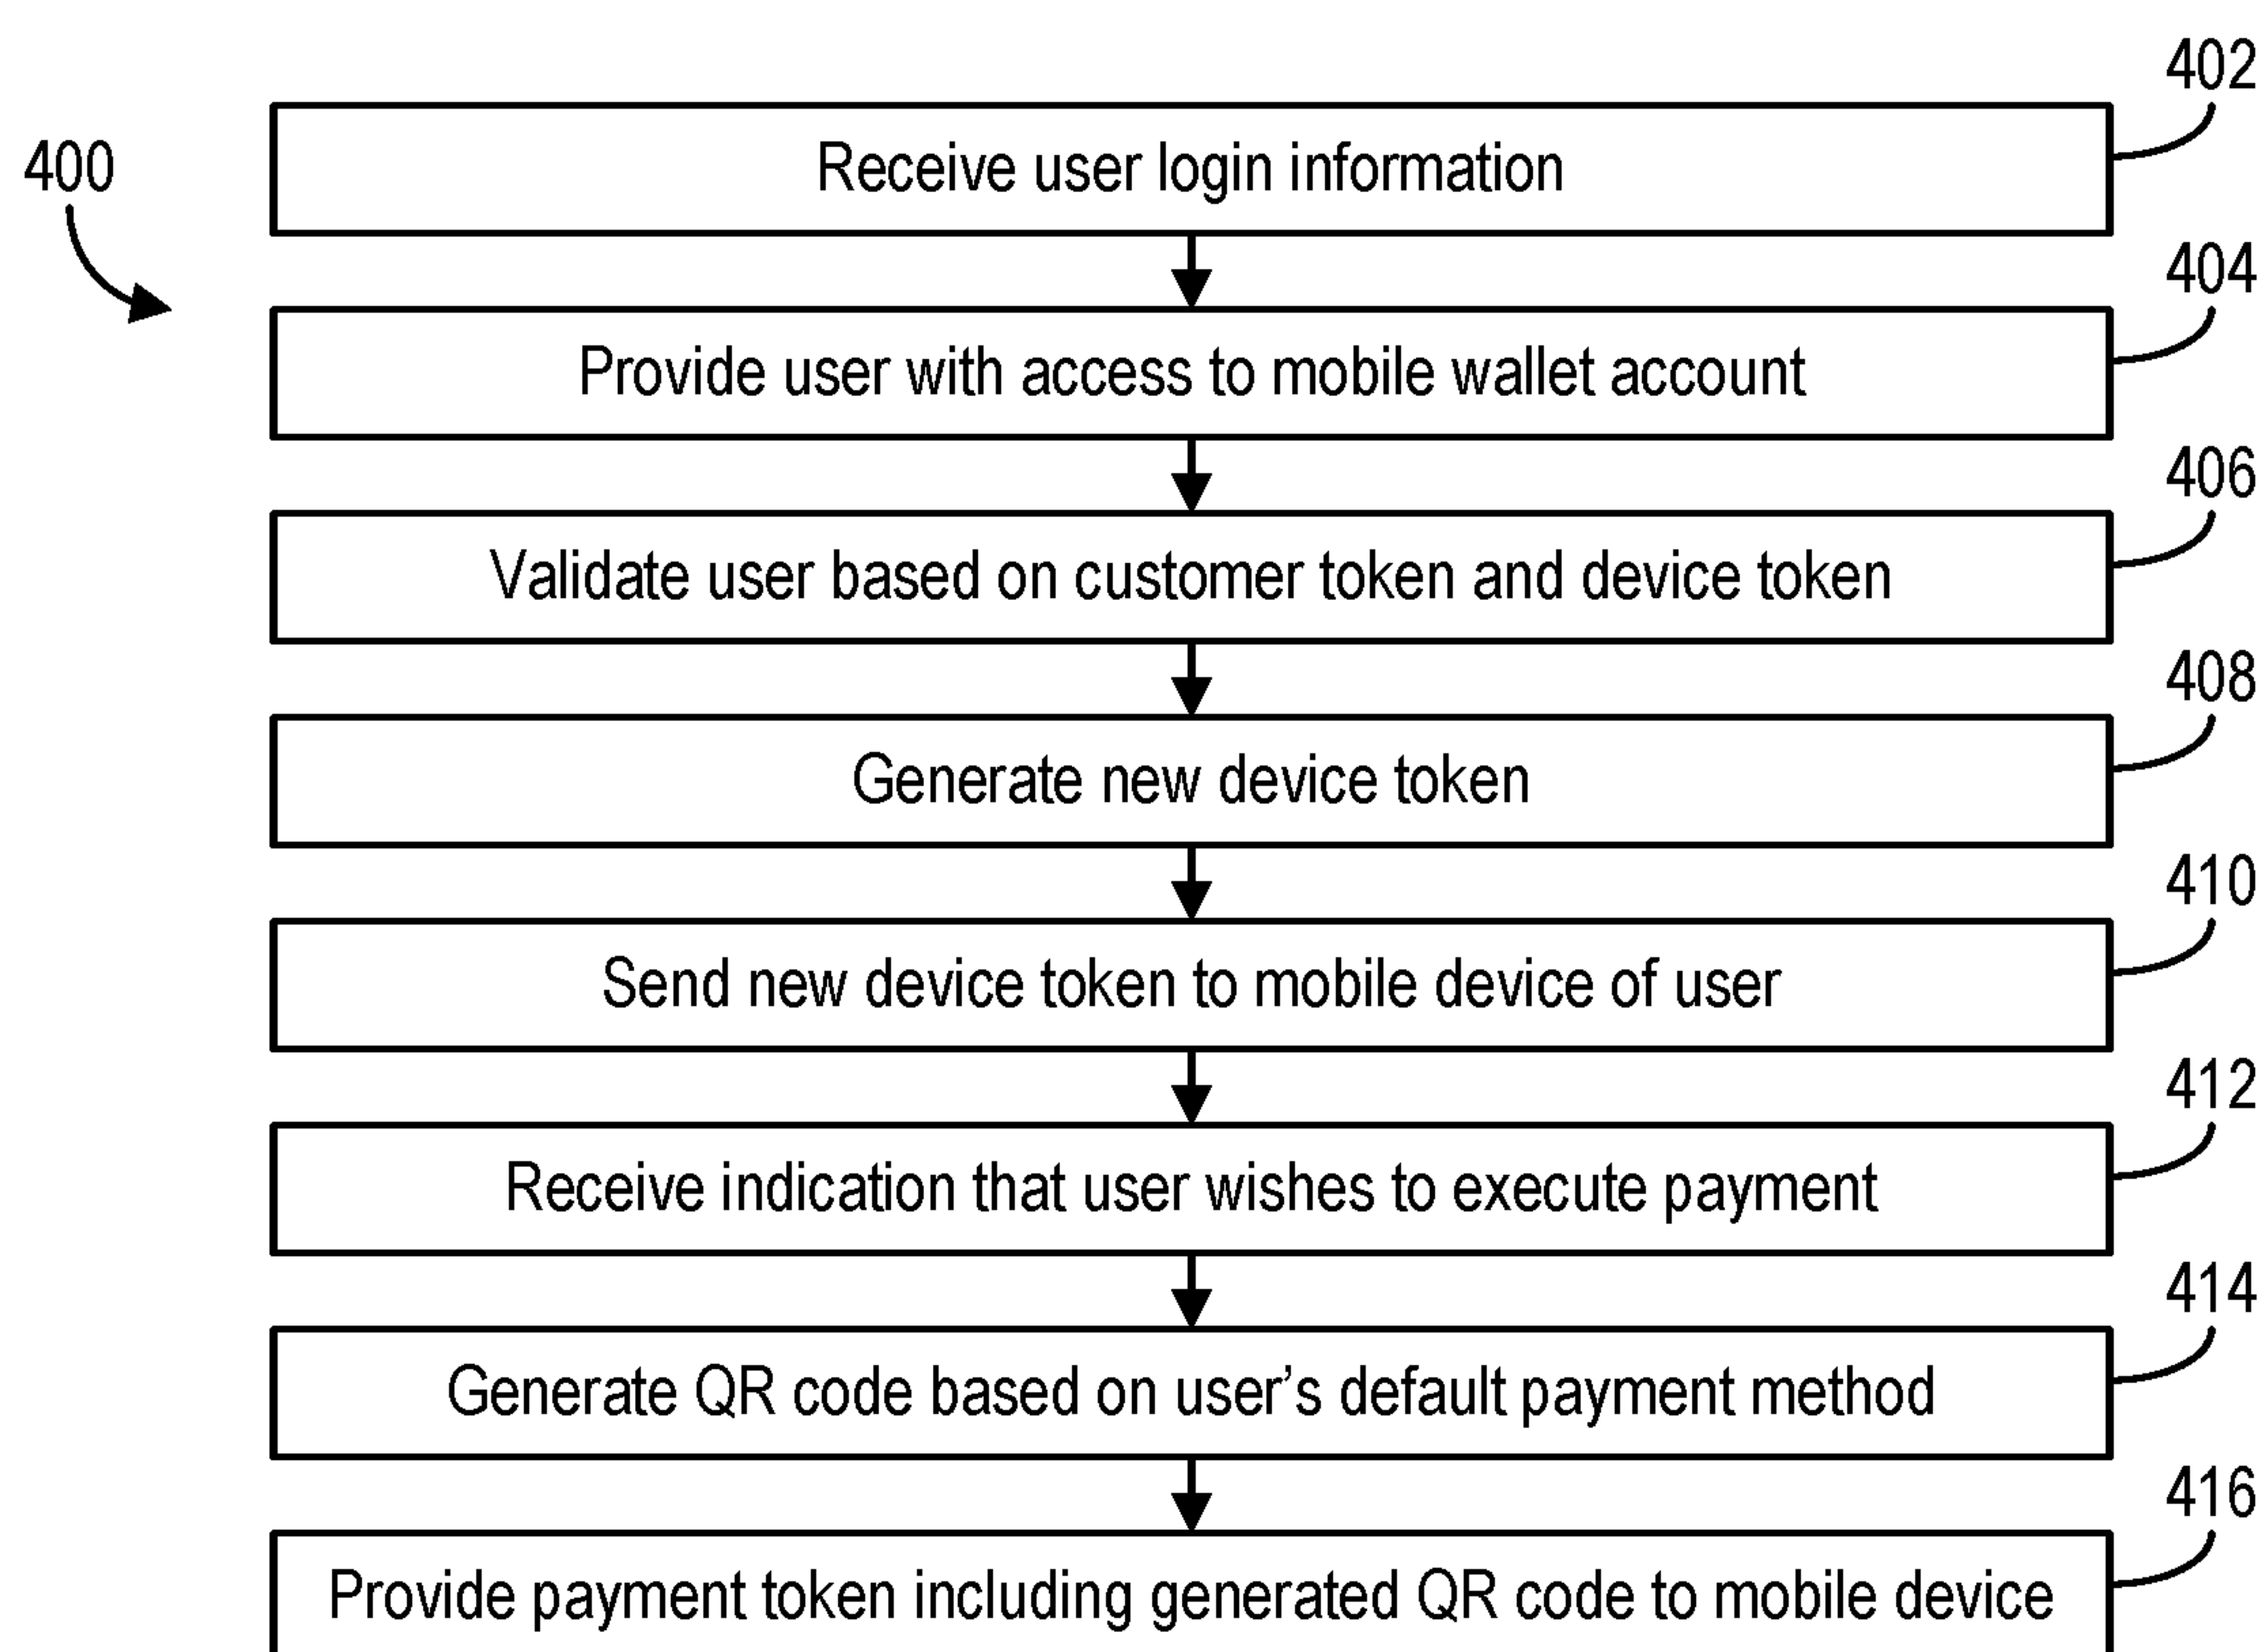 402
400
Receive user login information
404
Provide user with access to mobile wallet account
406
Validate user based on customer token and device token
408
Generate new device token
410
Send new device token to mobile device of user
412
Receive indication that user wishes to execute payment
414
Generate QR code based on user’s default payment method
416
Provide payment token including generated QR code to mobile device